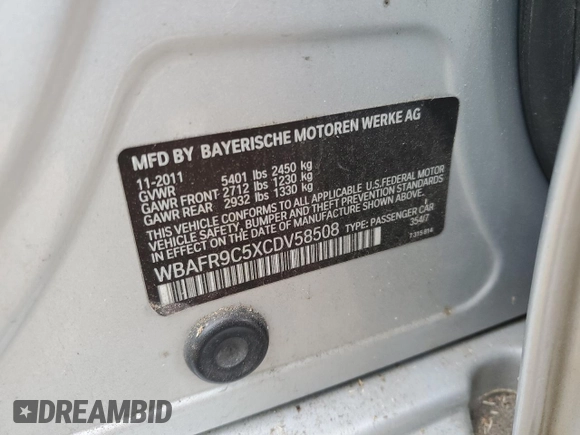 MFD BY BAYERISCHE MOTOREN WERKE AG
11-2011
GVWR 5401 lbs 2450 kg
GAWR FRONT 2712 lbs 1230 kg
GAWR REAR 2932 lbs 1330 kg
THIS VEHICLE CONFORMS TO ALL APPLICABLE U.S.FEDERAL MOTOR
VEHICLE SAFETY, BUMPER AND THEFT PREVENTION STANDARDS
IN EFFECT ON THE DATE OF MANUFACTURE SHOWN ABOVE.
WBAFR9C5XCDV58508 TYPE: PASSENGER CAR
354/7
DREAMBID